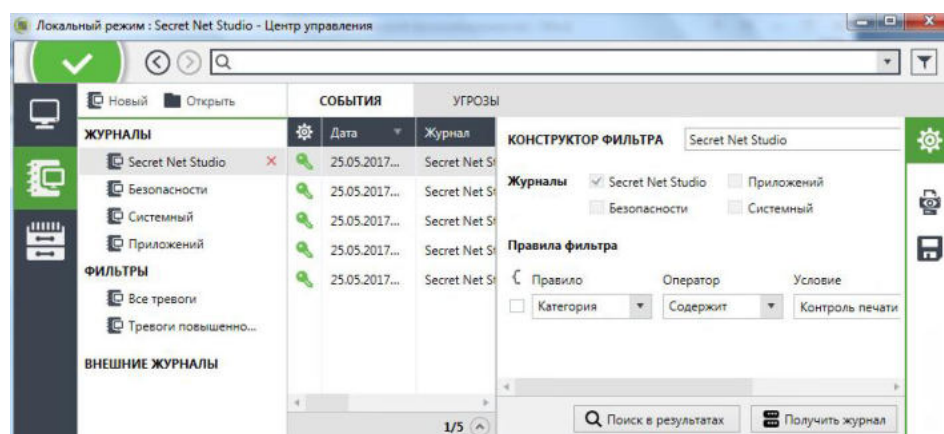 Локальный режим : Secret Net Studio - Центр управления
Новый Открыть
СОБЫТИЯ УГРОЗЫ
ЖУРНАЛЫ
Secret Net Studio
Безопасности
Системный
Приложений
ФИЛЬТРЫ
Все тревоги
Тревоги повышенно...
ВНЕШНИЕ ЖУРНАЛЫ
Дата Журнал
25.05.2017... Secret Net St
25.05.2017... Secret Net St
25.05.2017... Secret Net St
25.05.2017... Secret Net St
25.05.2017... Secret Net St
1/5
КОНСТРУКТОР ФИЛЬТРА Secret Net Studio
Журналы Secret Net Studio Приложений
Безопасности Системный
Правила фильтра
Правило Оператор Условие
Категория Содержит Контроль печати
Поиск в результатах Получить журнал